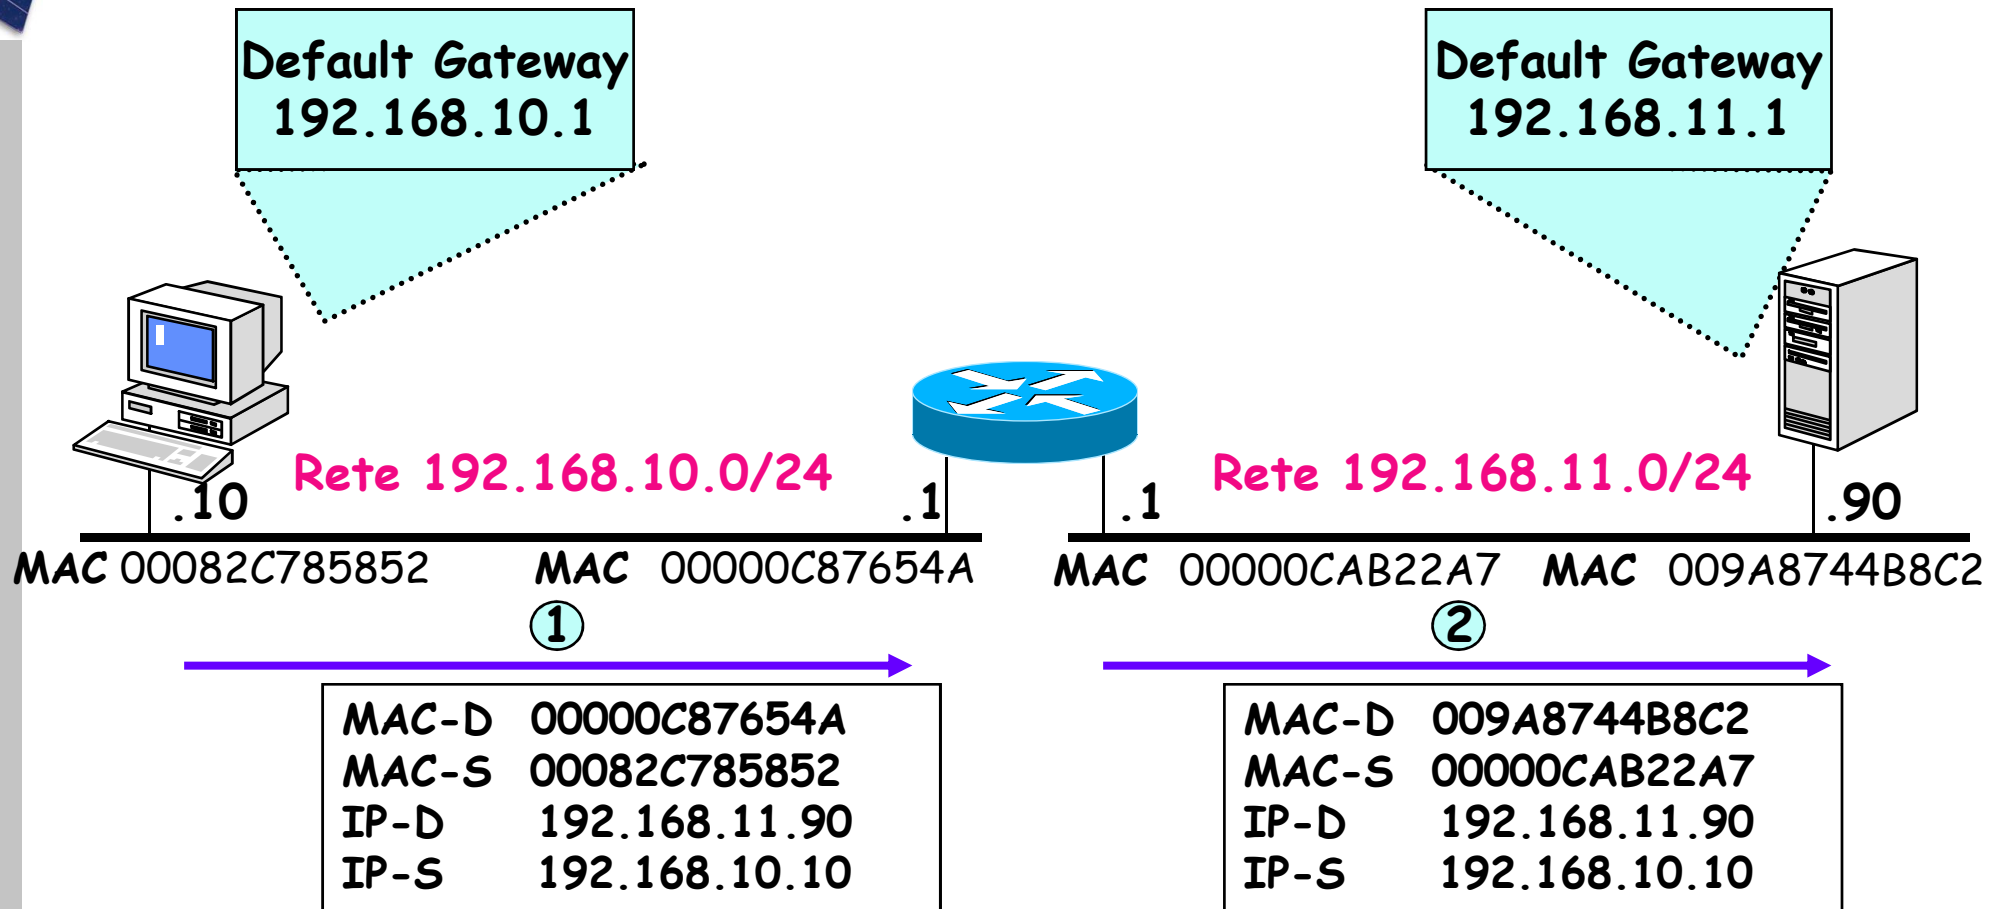 Default Gateway
192.168.10.1
Default Gateway
192.168.11.1
Rete 192.168.10.0/24
Rete 192.168.11.0/24
.10
.1
.1
.90
MAC 00082C785852
MAC 00000C87654A
MAC 00000CAB22A7
MAC 009A8744B8C2
1
2
MAC-D 00000C87654A
MAC-S 00082C785852
IP-D 192.168.11.90
IP-S 192.168.10.10
MAC-D 009A8744B8C2
MAC-S 00000CAB22A7
IP-D 192.168.11.90
IP-S 192.168.10.10